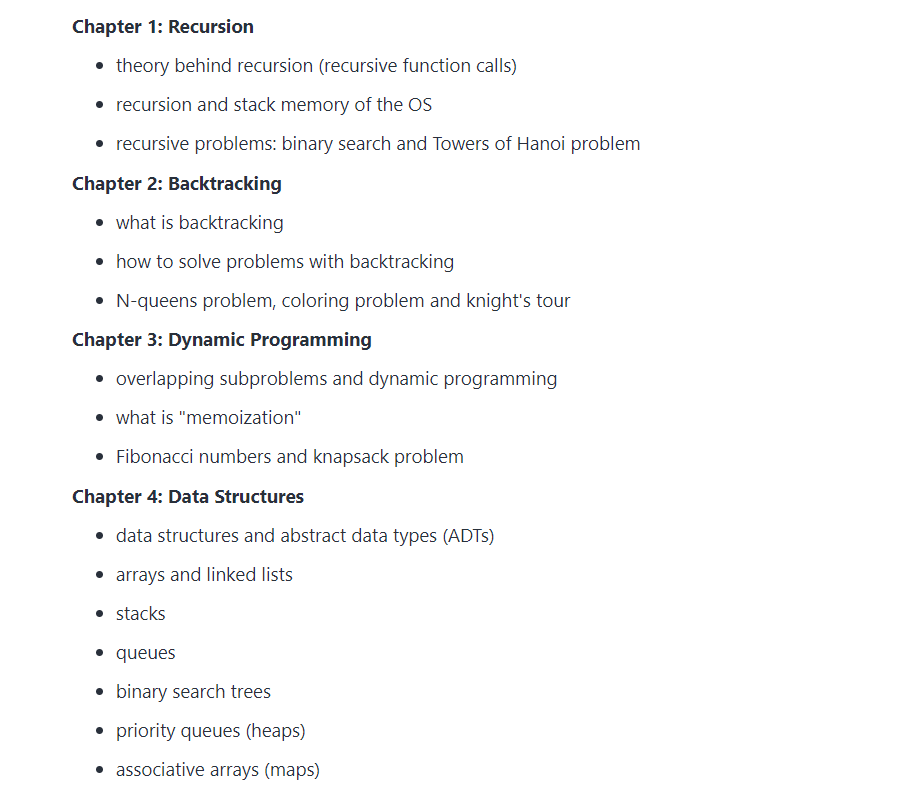 Chapter 1: Recursion
• theory behind recursion (recursive function calls)
• recursion and stack memory of the OS
• recursive problems: binary search and Towers of Hanoi problem
Chapter 2: Backtracking
• what is backtracking
• how to solve problems with backtracking
• N-queens problem, coloring problem and knight's tour
Chapter 3: Dynamic Programming
• overlapping subproblems and dynamic programming
• what is "memoization"
• Fibonacci numbers and knapsack problem
Chapter 4: Data Structures
• data structures and abstract data types (ADTs)
• arrays and linked lists
• stacks
• queues
• binary search trees
• priority queues (heaps)
• associative arrays (maps)